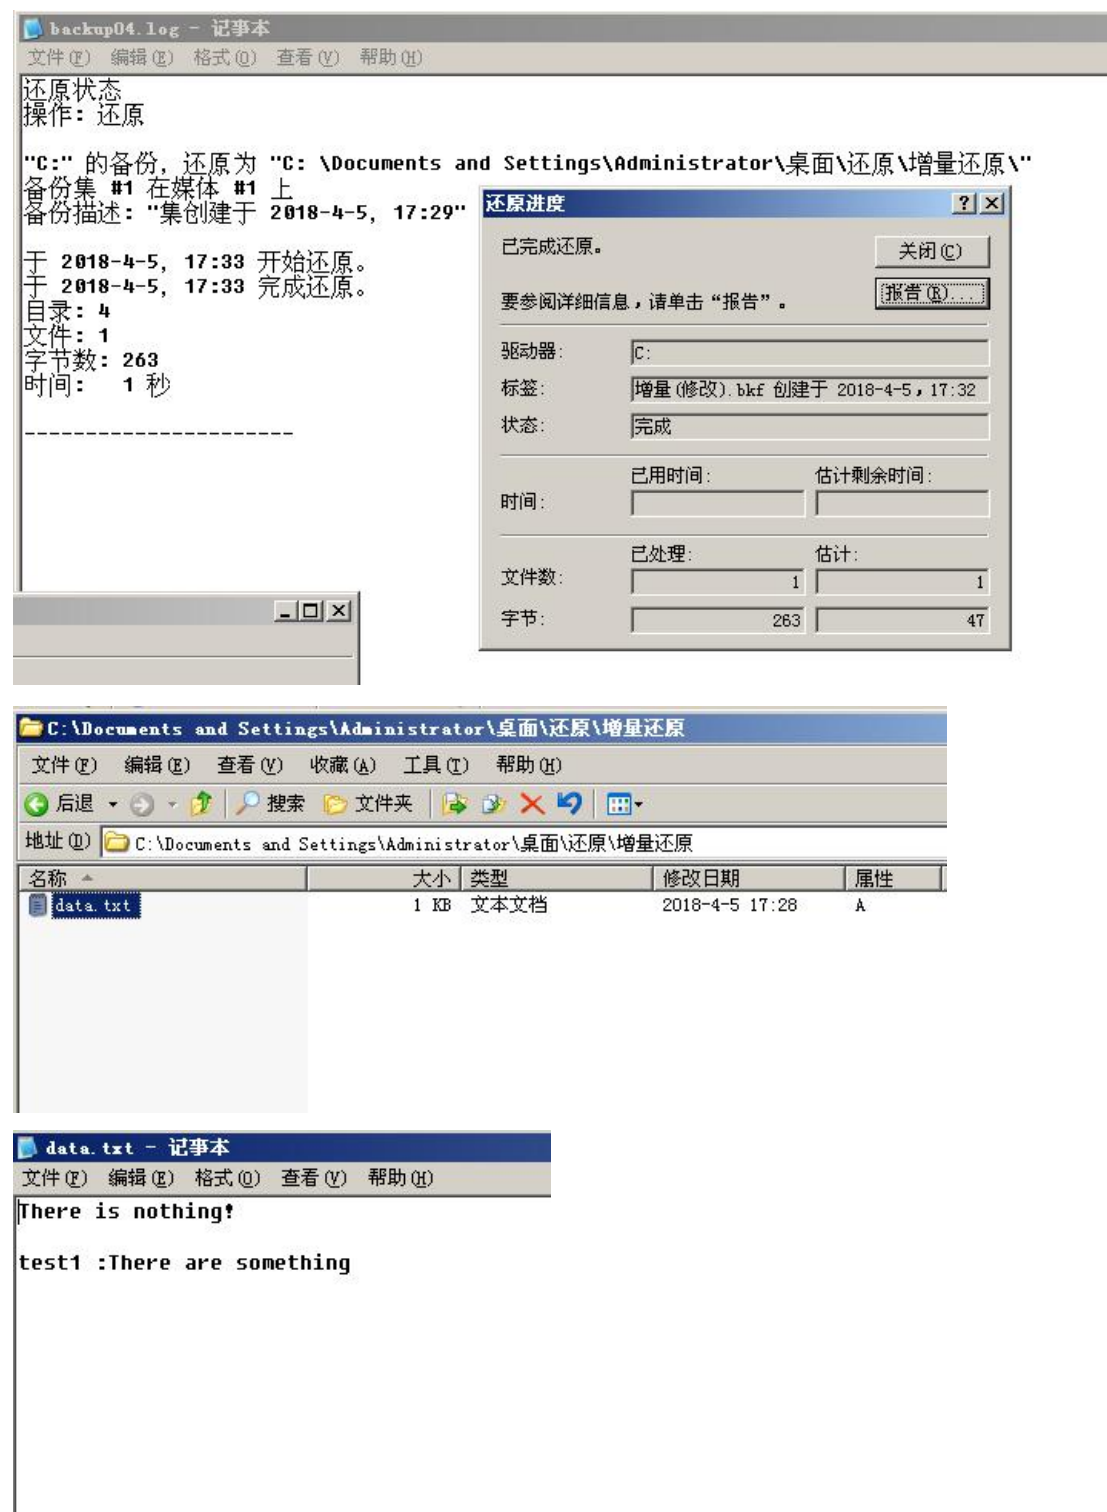 backup04.log - 记事本
文件(F) 编辑(E) 格式(O) 查看(V) 帮助(H)
还原状态
操作: 还原
"C:" 的备份, 还原为 "C: \Documents and Settings\Administrator\桌面\还原\增量还原\"
备份集 #1 在媒体 #1 上
备份描述: "集创建于 2018-4-5, 17:29"
于 2018-4-5, 17:33 开始还原。
于 2018-4-5, 17:33 完成还原。
目录: 4
文件: 1
字节数: 263
时间: 1 秒
----------------------
还原进度
已完成还原。
关闭(C)
要参阅详细信息，请单击“报告”。
报告(R)...
驱动器: C:
标签: 增量(修改).bkf 创建于 2018-4-5，17:32
状态: 完成
已用时间: 估计剩余时间:
时间:
已处理: 估计:
文件数: 1 1
字节: 263 47
C:\Documents and Settings\Administrator\桌面\还原\增量还原
文件(F) 编辑(E) 查看(V) 收藏(A) 工具(T) 帮助(H)
后退 搜索 文件夹
地址(D) C:\Documents and Settings\Administrator\桌面\还原\增量还原
名称 大小 类型 修改日期 属性
data.txt 1 KB 文本文档 2018-4-5 17:28 A
data.txt - 记事本
文件(F) 编辑(E) 格式(O) 查看(V) 帮助(H)
There is nothing!
test1 :There are something